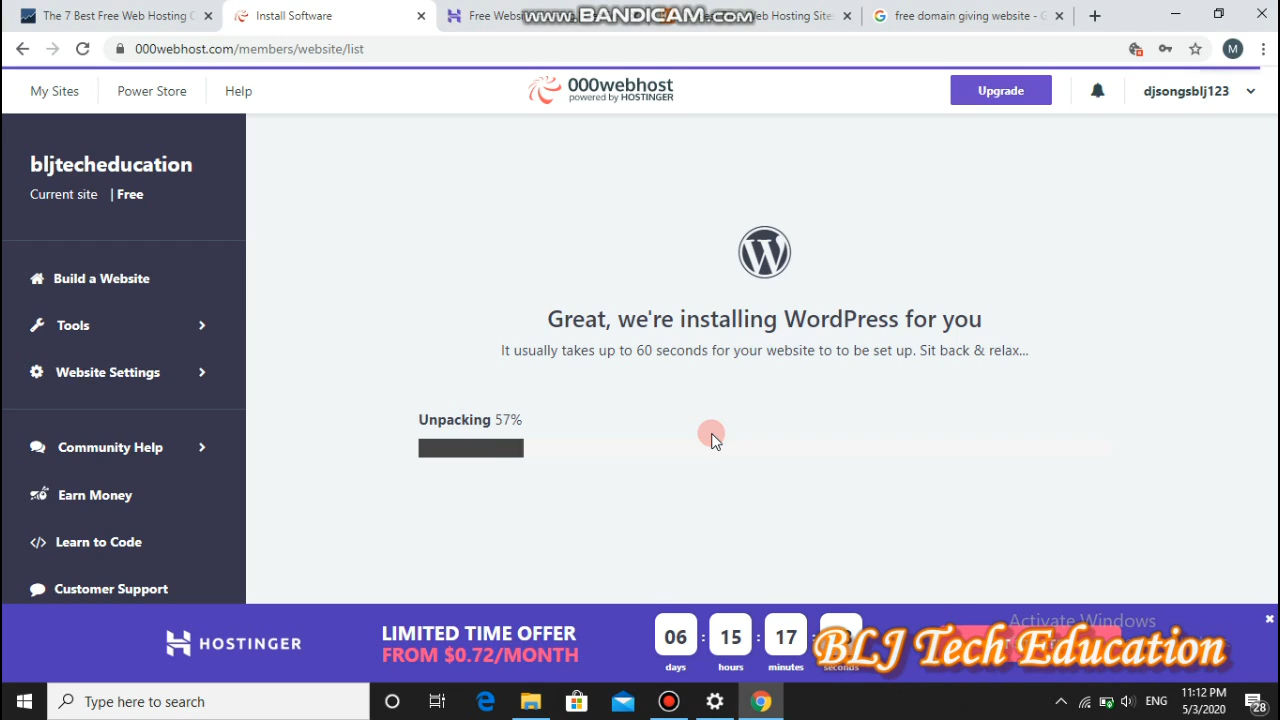 The 7 Best Free Web Hosting C
Install Software
Free Webs
www.BANDICAM.com
Web Hosting Sites
free domain giving website - G
000webhost.com/members/website/list
M
My Sites
Power Store
Help
000webhost
powered by HOSTINGER
Upgrade
djsongsblj123
bljtecheducation
Current site | Free
Build a Website
Tools
Website Settings
Community Help
Earn Money
Learn to Code
Customer Support
W
Great, we're installing WordPress for you
It usually takes up to 60 seconds for your website to to be set up. Sit back & relax...
Unpacking 57%
HOSTINGER
LIMITED TIME OFFER
FROM $0.72/MONTH
06 : 15 : 17 :
days hours minutes seconds
Activate Windows
BLJ Tech Education
Type here to search
ENG
11:12 PM
5/3/2020
28